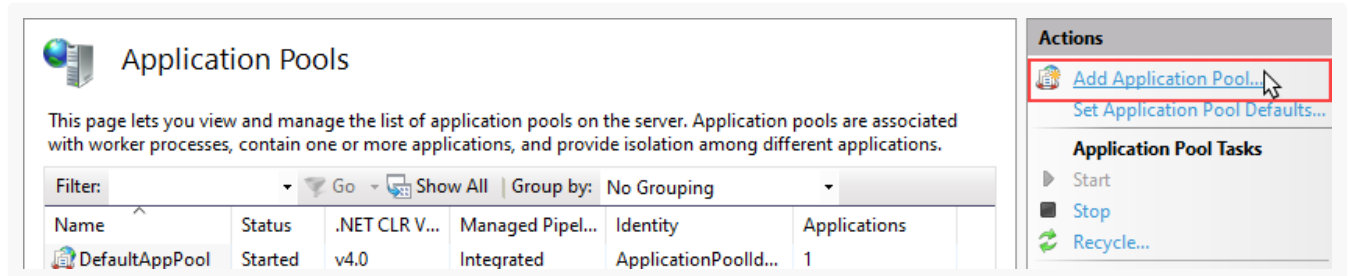 Application Pools
This page lets you view and manage the list of application pools on the server. Application pools are associated
with worker processes, contain one or more applications, and provide isolation among different applications.
Filter: Go Show All Group by: No Grouping
Name Status .NET CLR V... Managed Pipel... Identity Applications
DefaultAppPool Started v4.0 Integrated ApplicationPoolId... 1
Actions
Add Application Pool...
Set Application Pool Defaults...
Application Pool Tasks
Start
Stop
Recycle...